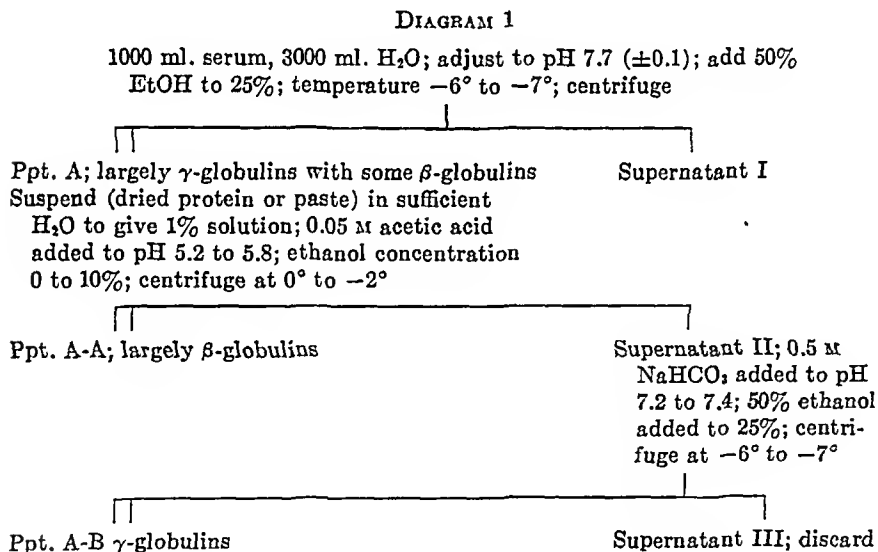 DIAGRAM 1
1000 ml. serum, 3000 ml. H₂O; adjust to pH 7.7 (±0.1); add 50%
EtOH to 25%; temperature −6° to −7°; centrifuge
Ppt. A; largely γ-globulins with some β-globulins
Suspend (dried protein or paste) in sufficient
H₂O to give 1% solution; 0.05 M acetic acid
added to pH 5.2 to 5.8; ethanol concentration
0 to 10%; centrifuge at 0° to −2°
Supernatant I
Ppt. A-A; largely β-globulins
Supernatant II; 0.5 M
NaHCO₃ added to pH
7.2 to 7.4; 50% ethanol
added to 25%; centri-
fuge at −6° to −7°
Ppt. A-B γ-globulins
Supernatant III; discard